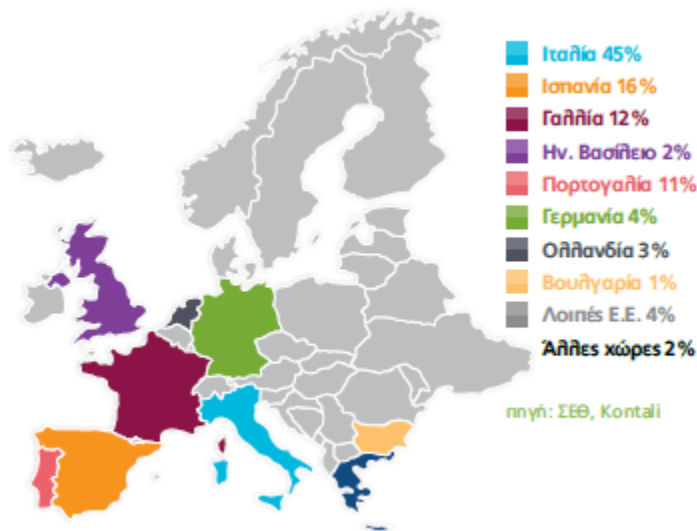 Ιταλία 45%
Ισπανία 16%
Γαλλία 12%
Ην. Βασίλειο 2%
Πορτογαλία 11%
Γερμανία 4%
Ολλανδία 3%
Βουλγαρία 1%
Λοιπές Ε.Ε. 4%
Άλλες χώρες 2%
πηγή: ΣΕΘ, Kontali